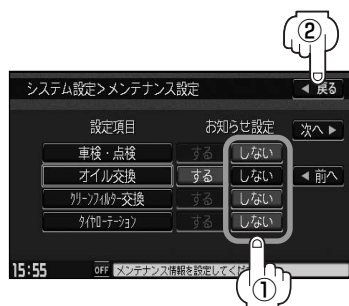 ②
システム設定>メンテナンス設定 ◀ 戻る
設定項目 お知らせ設定 次へ ▶
車検・点検 する しない
オイル交換 する しない ◀ 前へ
クリーンフィルター交換 する しない
タイヤローテーション する しない
15:55 OFF メンテナンス情報を設定してく
①